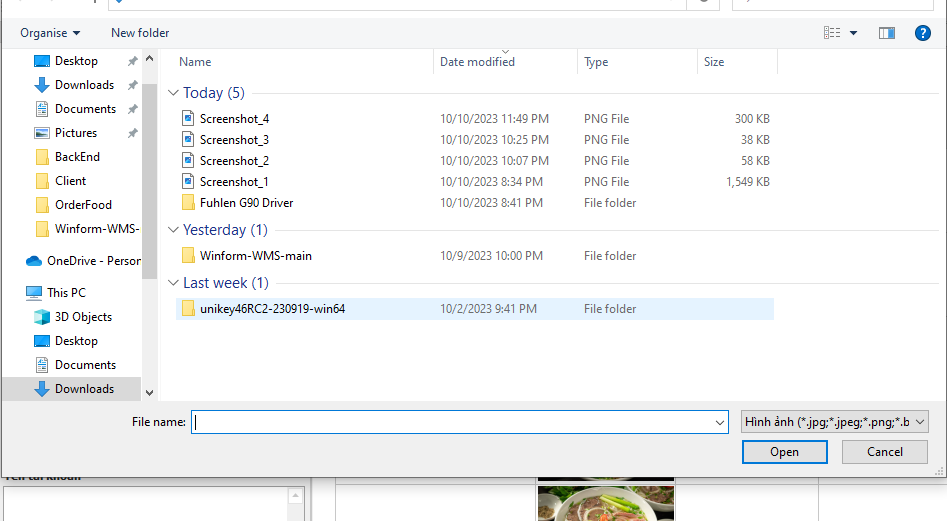 Organise New folder
Name Date modified Type Size
Desktop
Downloads
Documents
Pictures
BackEnd
Client
OrderFood
Winform-WMS-
OneDrive - Person
This PC
3D Objects
Desktop
Documents
Downloads
Today (5)
Screenshot_4 10/10/2023 11:49 PM PNG File 300 KB
Screenshot_3 10/10/2023 10:25 PM PNG File 38 KB
Screenshot_2 10/10/2023 10:07 PM PNG File 58 KB
Screenshot_1 10/10/2023 8:34 PM PNG File 1,549 KB
Fuhlen G90 Driver 10/10/2023 8:41 PM File folder
Yesterday (1)
Winform-WMS-main 10/9/2023 10:00 PM File folder
Last week (1)
unikey46RC2-230919-win64 10/2/2023 9:41 PM File folder
File name: Hình ảnh (*.jpg;*.jpeg;*.png;*.b
Open Cancel
Tên tài khoản